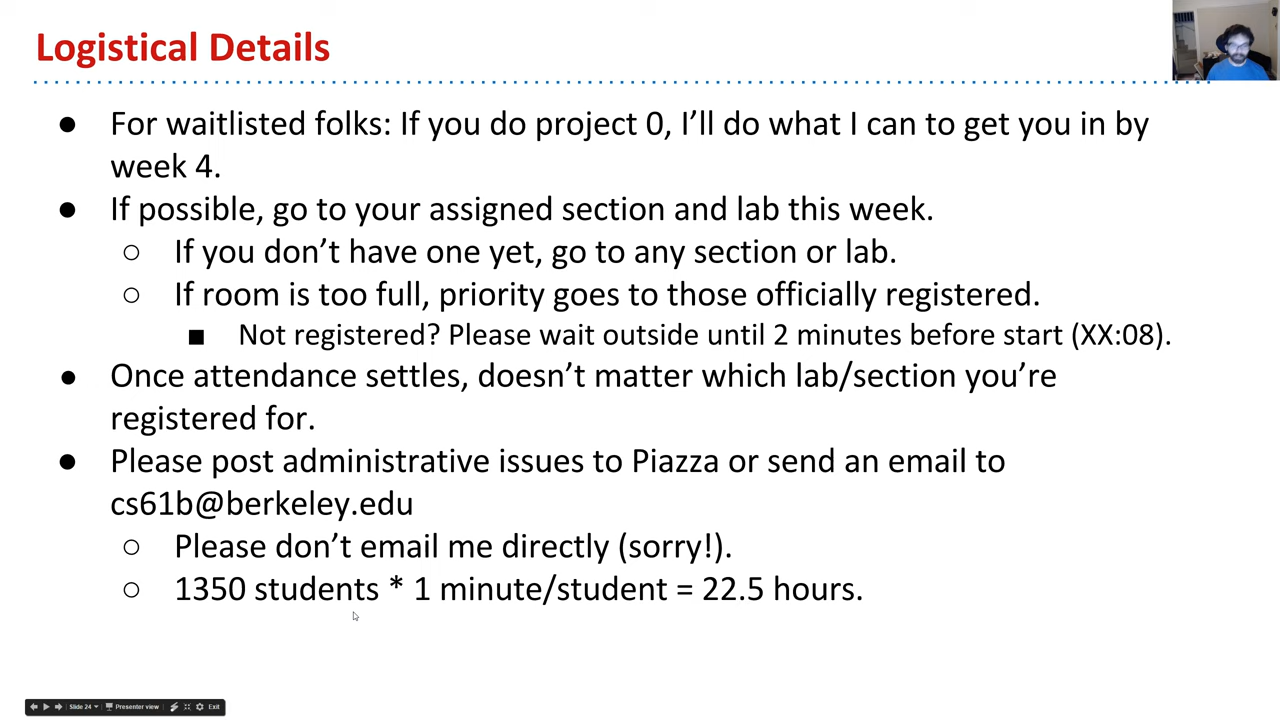 Logistical Details
● For waitlisted folks: If you do project 0, I’ll do what I can to get you in by
week 4.
● If possible, go to your assigned section and lab this week.
○ If you don’t have one yet, go to any section or lab.
○ If room is too full, priority goes to those officially registered.
■ Not registered? Please wait outside until 2 minutes before start (XX:08).
● Once attendance settles, doesn’t matter which lab/section you’re
registered for.
● Please post administrative issues to Piazza or send an email to
cs61b@berkeley.edu
○ Please don’t email me directly (sorry!).
○ 1350 students * 1 minute/student = 22.5 hours.
Slide 24 Presenter view Exit